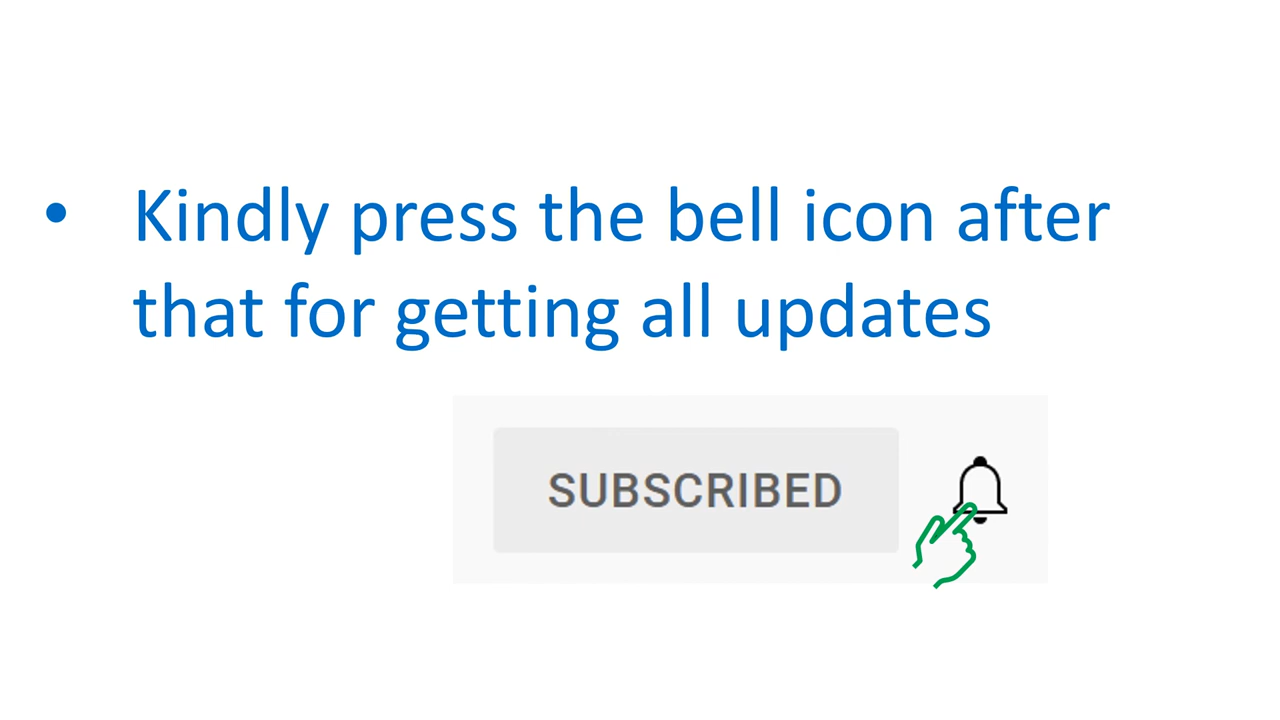 • Kindly press the bell icon after
that for getting all updates
SUBSCRIBED